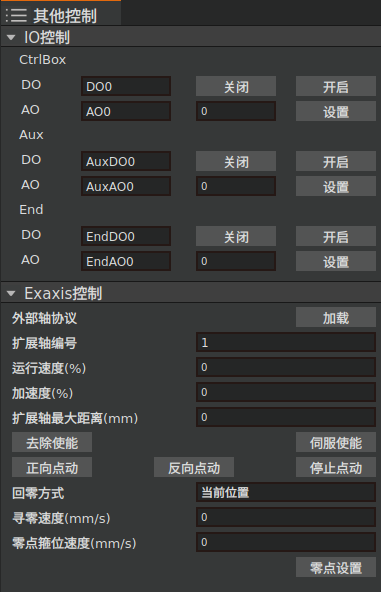 其他控制
IO控制
CtrlBox
DO DO0 关闭 开启
AO AO0 0 设置
Aux
DO AuxDO0 关闭 开启
AO AuxAO0 0 设置
End
DO EndDO0 关闭 开启
AO EndAO0 0 设置
Exaxis控制
外部轴协议 加载
扩展轴编号 1
运行速度(%) 0
加速度(%) 0
扩展轴最大距离(mm) 0
去除使能 伺服使能
正向点动 反向点动 停止点动
回零方式 当前位置
寻零速度(mm/s) 0
零点箍位速度(mm/s) 0
零点设置